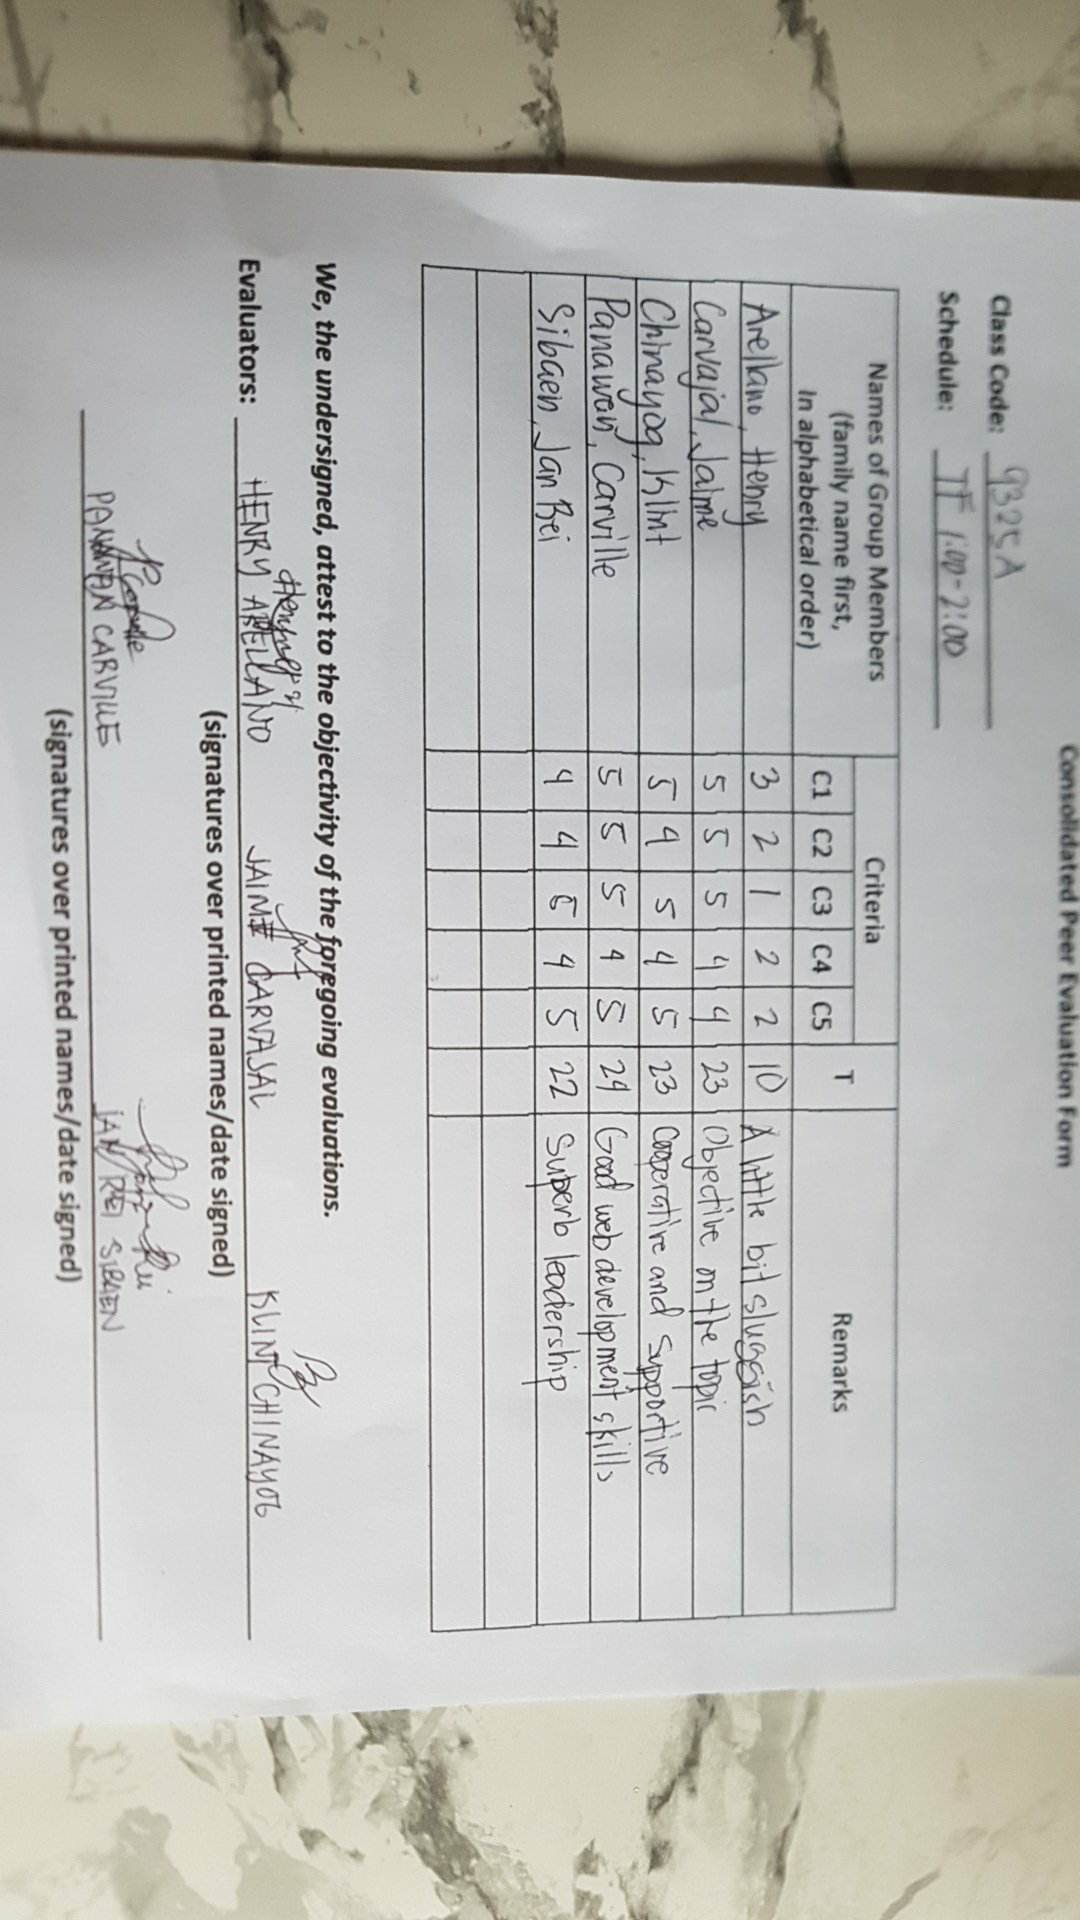 Consolidated Peer Evaluation Form
Class Code: 9325A
Schedule: TF 1:00-2:00
Names of Group Members
(family name first,
In alphabetical order)
Criteria
C1 C2 C3 C4 C5
T
Remarks
Arellano, Henry 3 2 1 2 2 10 A little bit sluggish
Carvajal, Jaime 5 5 5 4 4 23 Objective on the topic
Chinayog, Klint 5 4 5 4 5 23 Cooperative and Supportive
Panawan, Carville 5 5 5 4 5 24 Good web development skills
Sibaen, Jan Rei 4 4 5 4 5 22 Superb leadership
We, the undersigned, attest to the objectivity of the foregoing evaluations.
Evaluators: HENRY ARELLANO JAIME CARVAJAL KLINT CHINAYOG
(signatures over printed names/date signed)
PANAWAN CARVILLE JAN REI SIBAEN
(signatures over printed names/date signed)